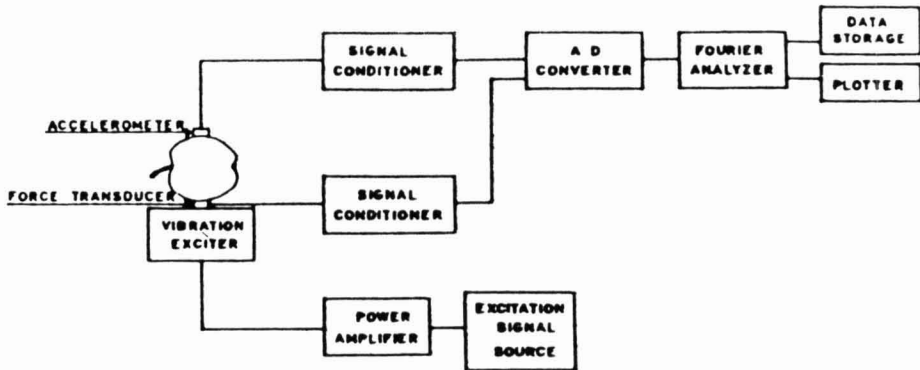 DATA
STORAGE
SIGNAL
CONDITIONER
A D
CONVERTER
FOURIER
ANALYZER
PLOTTER
ACCELEROMETER
FORCE TRANSDUCER
SIGNAL
CONDITIONER
VIBRATION
EXCITER
POWER
AMPLIFIER
EXCITATION
SIGNAL
SOURCE